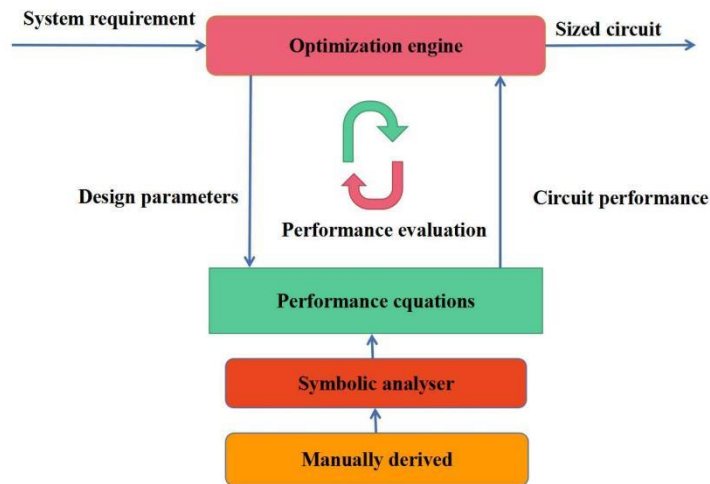 System requirement
Sized circuit
Optimization engine
Design parameters
Circuit performance
Performance evaluation
Performance cquations
Symbolic analyser
Manually derived